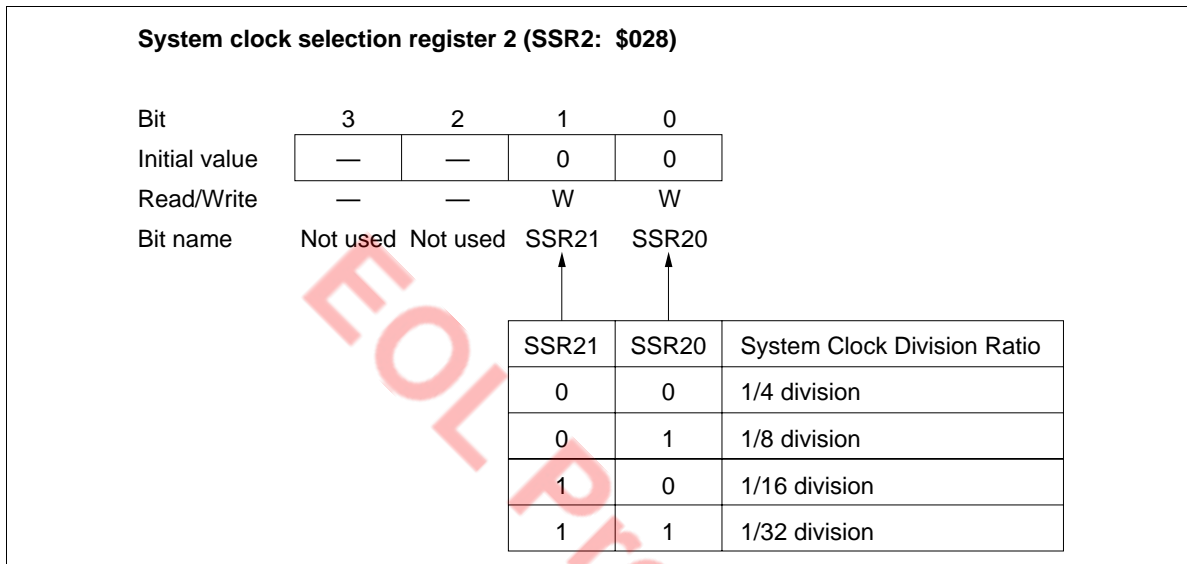 System clock selection register 2 (SSR2: $028)
Bit 3 2 1 0
Initial value — — 0 0
Read/Write — — W W
Bit name Not used Not used SSR21 SSR20
SSR21 SSR20 System Clock Division Ratio
0 0 1/4 division
0 1 1/8 division
1 0 1/16 division
1 1 1/32 division
EOL Pro